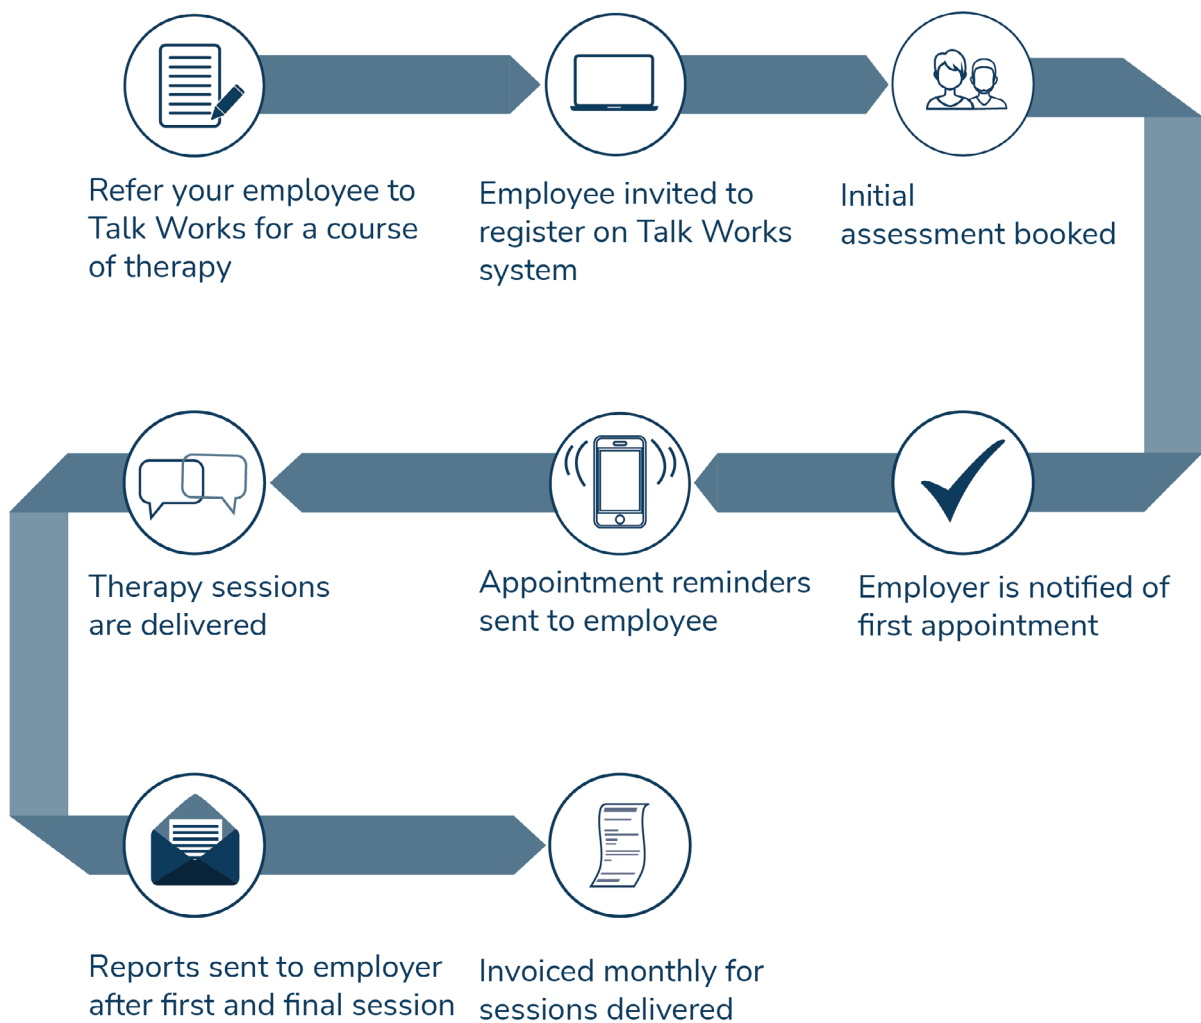 Refer your employee to
Talk Works for a course
of therapy
Employee invited to
register on Talk Works
system
Initial
assessment booked
Employer is notified of
first appointment
Appointment reminders
sent to employee
Therapy sessions
are delivered
Reports sent to employer
after first and final session
Invoiced monthly for
sessions delivered